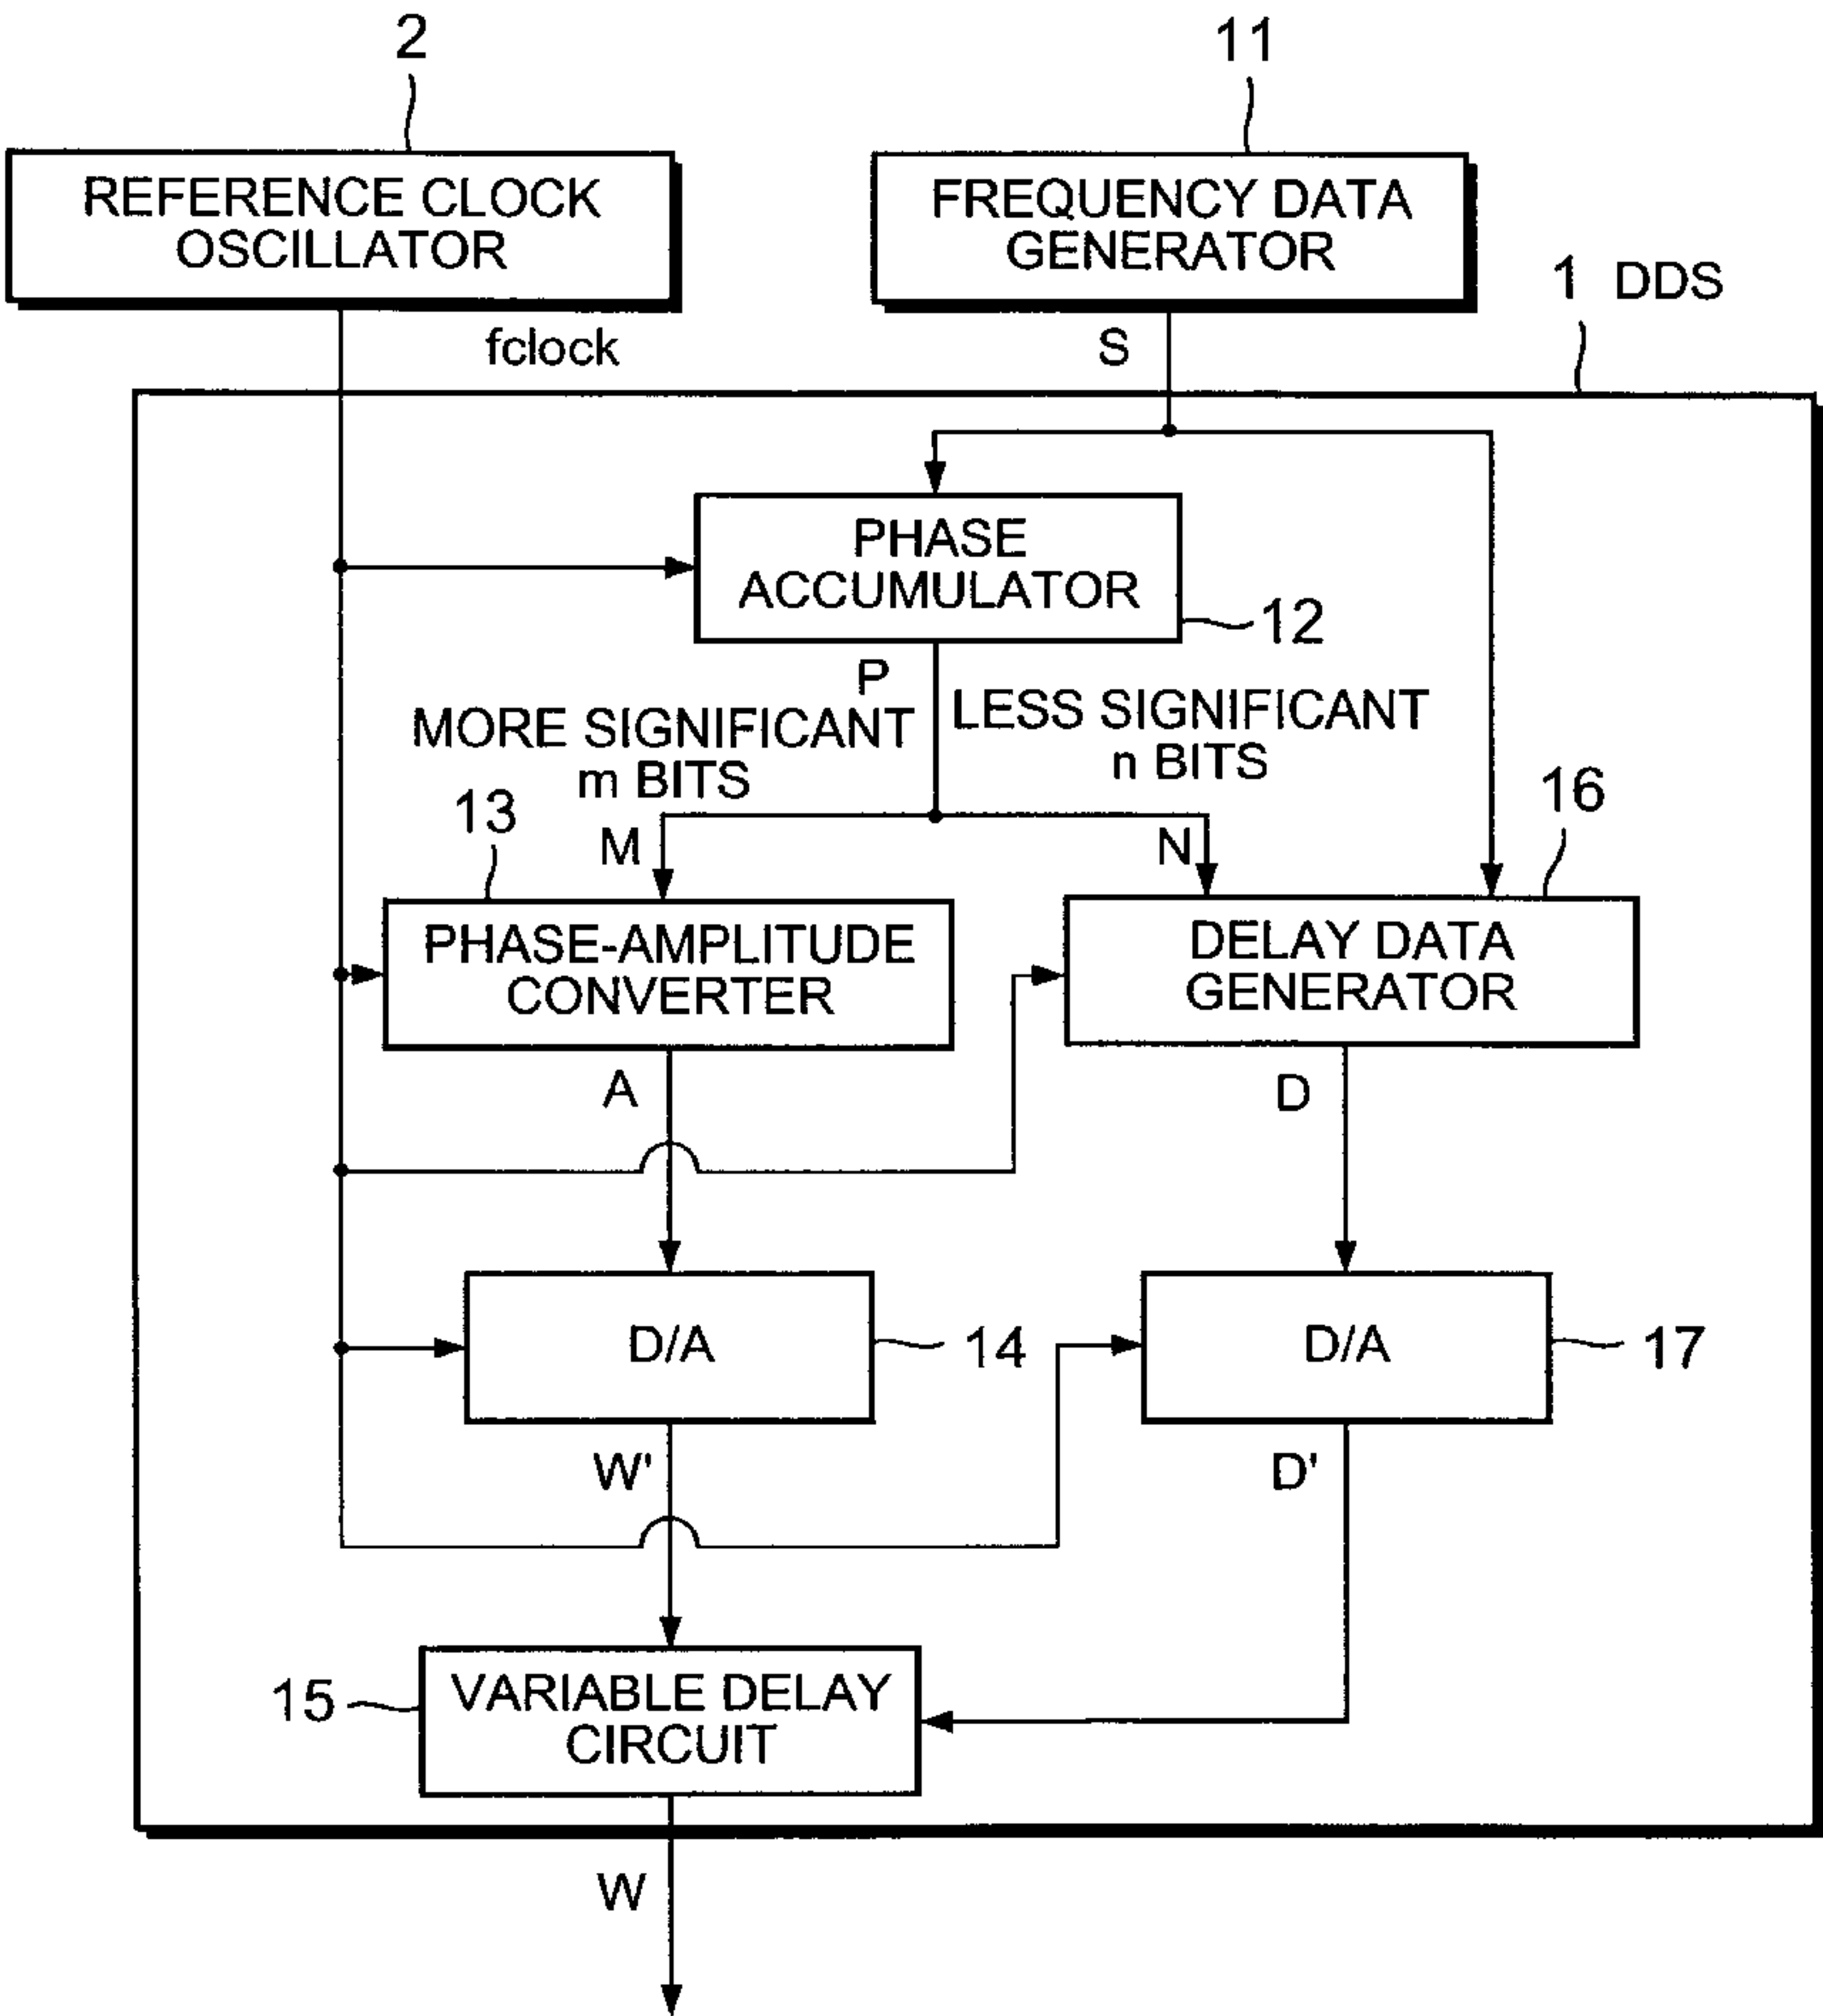 2
11
REFERENCE CLOCK
OSCILLATOR
FREQUENCY DATA
GENERATOR
1 DDS
fclock
S
PHASE
ACCUMULATOR
12
P
MORE SIGNIFICANT
m BITS
LESS SIGNIFICANT
n BITS
13
M
N
16
PHASE-AMPLITUDE
CONVERTER
DELAY DATA
GENERATOR
A
D
D/A
14
D/A
17
W'
D'
15
VARIABLE DELAY
CIRCUIT
W